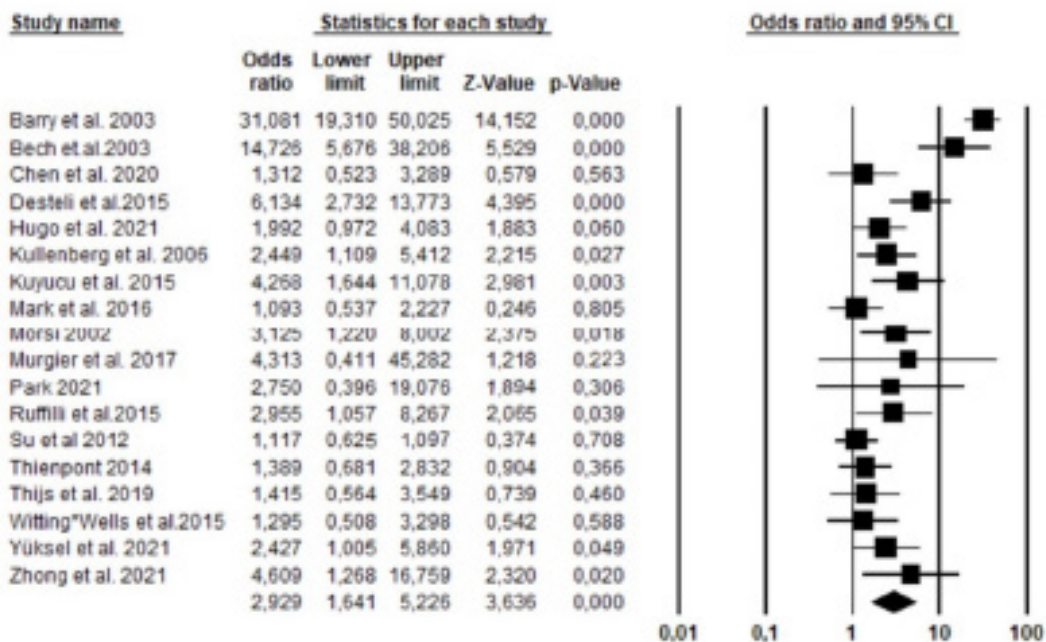 Study name Statistics for each study Odds ratio and 95% CI
Odds Lower Upper
ratio limit limit Z-Value p-Value
Barry et al. 2003 31,081 19,310 50,025 14,152 0,000
Bech et.al.2003 14,726 5,676 38,206 5,529 0,000
Chen et al. 2020 1,312 0,523 3,289 0,579 0,563
Desteli et al.2015 6,134 2,732 13,773 4,395 0,000
Hugo et al. 2021 1,992 0,972 4,083 1,883 0,060
Kullenberg et al. 2006 2,449 1,109 5,412 2,215 0,027
Kuyucu et al. 2015 4,268 1,644 11,078 2,981 0,003
Mark et al. 2016 1,093 0,537 2,227 0,246 0,805
Morsi 2002 3,125 1,220 8,002 2,375 0,018
Murgier et al. 2017 4,313 0,411 45,282 1,218 0,223
Park 2021 2,750 0,396 19,076 1,894 0,306
Ruffilli et al.2015 2,955 1,057 8,267 2,065 0,039
Su et al 2012 1,117 0,625 1,097 0,374 0,708
Thienpont 2014 1,389 0,681 2,832 0,904 0,366
Thijs et al. 2019 1,415 0,564 3,549 0,739 0,460
Witting"Wells et al.2015 1,295 0,508 3,298 0,542 0,588
Yüksel et al. 2021 2,427 1,005 5,860 1,971 0,049
Zhong et al. 2021 4,609 1,268 16,759 2,320 0,020
2,929 1,641 5,226 3,636 0,000
0,01 0,1 1 10 100